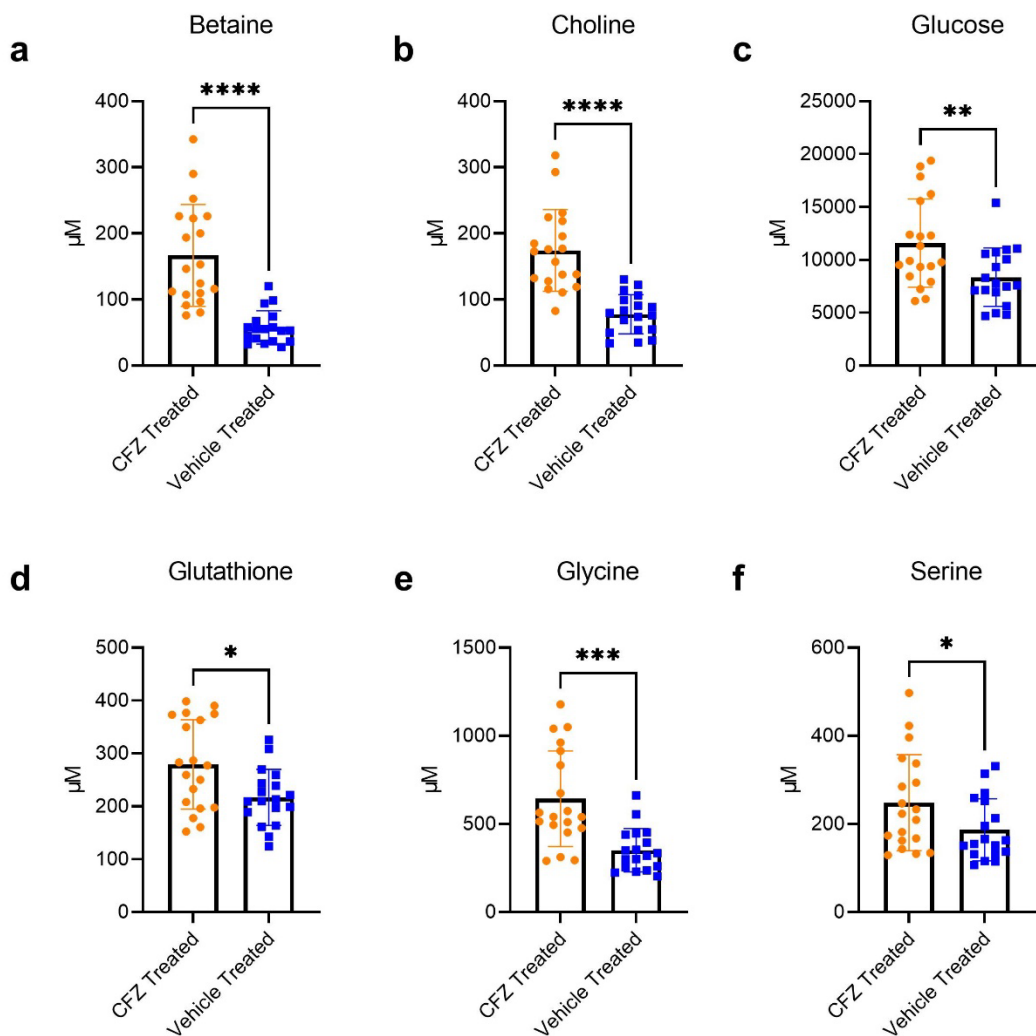 a
Betaine
****
400
300
200
100
0
µM
CFZ Treated
Vehicle Treated
b
Choline
****
400
300
200
100
0
µM
CFZ Treated
Vehicle Treated
c
Glucose
**
25000
20000
15000
10000
5000
0
µM
CFZ Treated
Vehicle Treated
d
Glutathione
*
500
400
300
200
100
0
µM
CFZ Treated
Vehicle Treated
e
Glycine
***
1500
1000
500
0
µM
CFZ Treated
Vehicle Treated
f
Serine
*
600
400
200
0
µM
CFZ Treated
Vehicle Treated